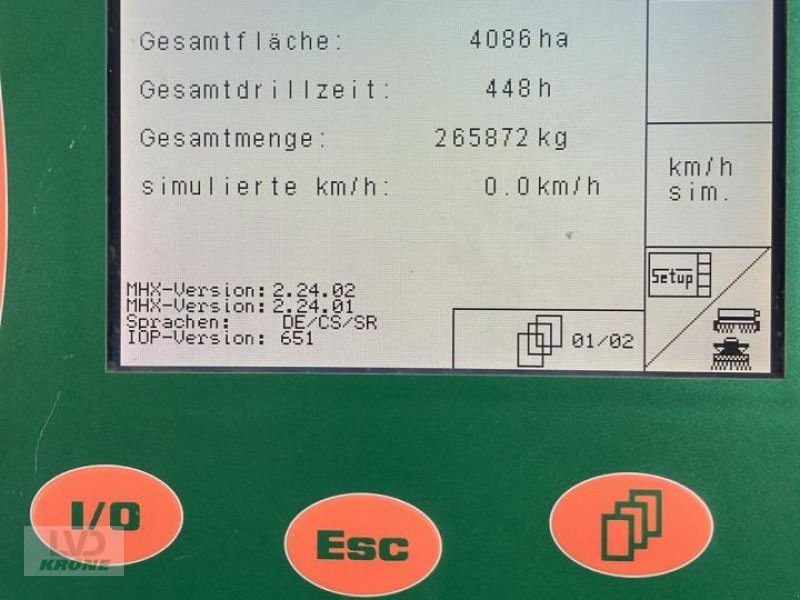 Gesamtfläche: 4086 ha
Gesamtdrillzeit: 448 h
Gesamtmenge: 265872 kg
simulierte km/h: 0.0 km/h
km/h
sim.
Setup
MHX-Version: 2.24.02
MHX-Version: 2.24.01
Sprachen: DE/CS/SR
IOP-Version: 651
01/02
I/O
Esc
LVD
KRONE